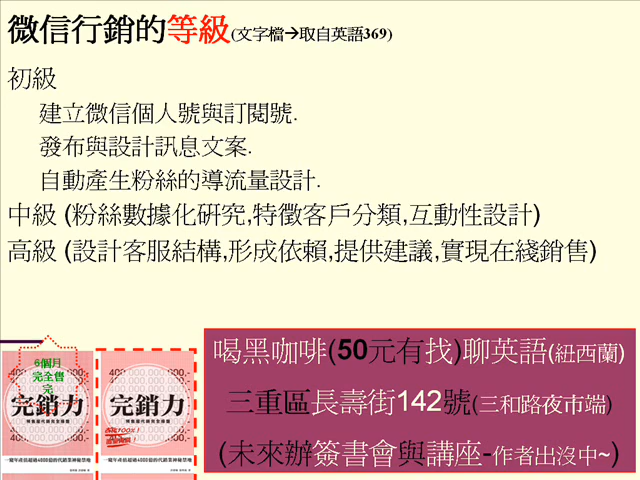 微信行銷的等級(文字檔→取自英語369)
初級
建立微信個人號與訂閱號.
發布與設計訊息文案.
自動產生粉絲的導流量設計.
中級 (粉絲數據化研究,特徵客戶分類,互動性設計)
高級 (設計客服結構,形成依賴,提供建議,實現在綫銷售)
6個月
完全售
完
完銷力
完銷力
喝黑咖啡(50元有找)聊英語(紐西蘭)
三重區長壽街142號(三和路夜市端)
(未來辦簽書會與講座-作者出沒中~)